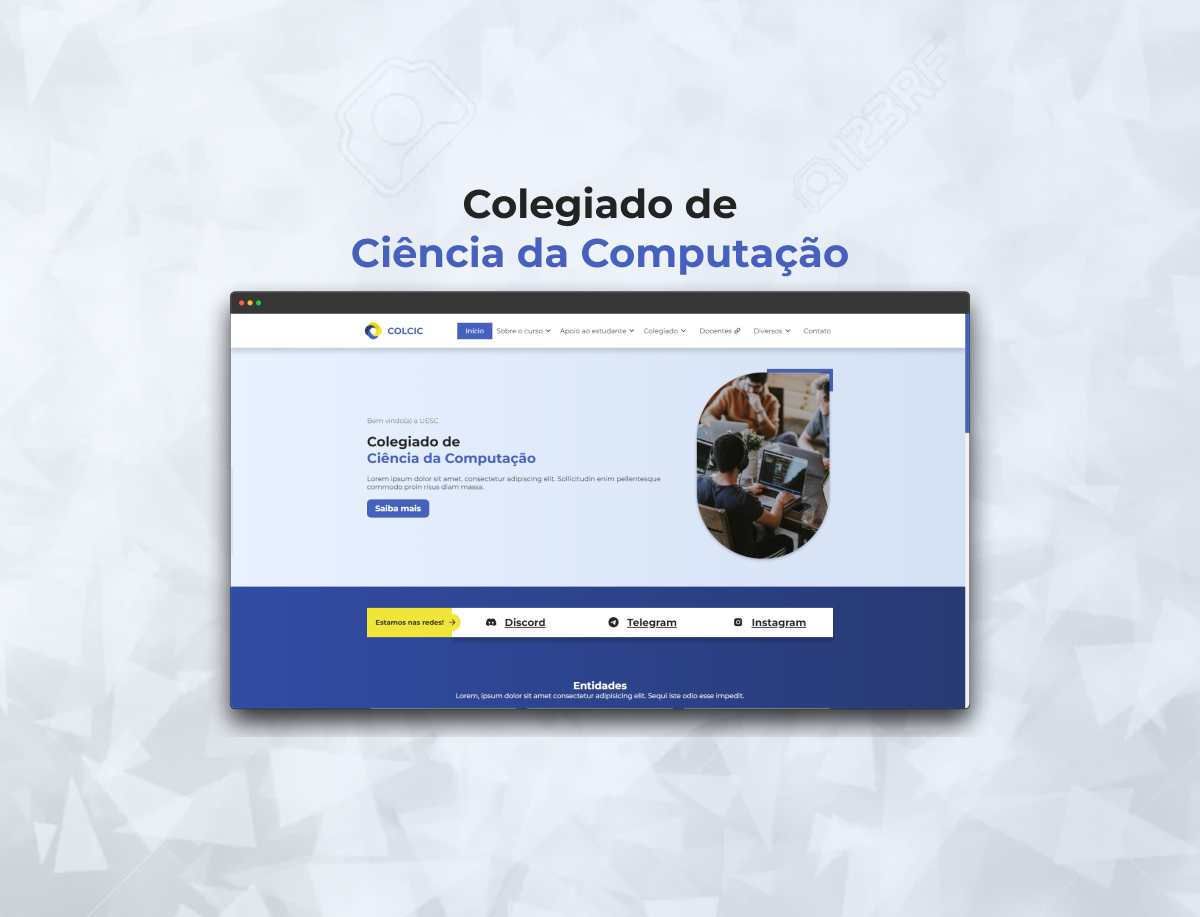 123RF
Colegiado de
Ciência da Computação
COLCIC
Início
Sobre o curso
Apoio ao estudante
Colegiado
Docentes
Diversos
Contato
Bem vindo(a) a UESC
Colegiado de
Ciência da Computação
Lorem ipsum dolor sit amet, consectetur adipiscing elit. Sollicitudin enim pellentesque
commodo proin risus diam massa.
Saiba mais
Estamos nas redes!
Discord
Telegram
Instagram
Entidades
Lorem, ipsum dolor sit amet consectetur adipisicing elit. Sequi iste odio esse impedit.